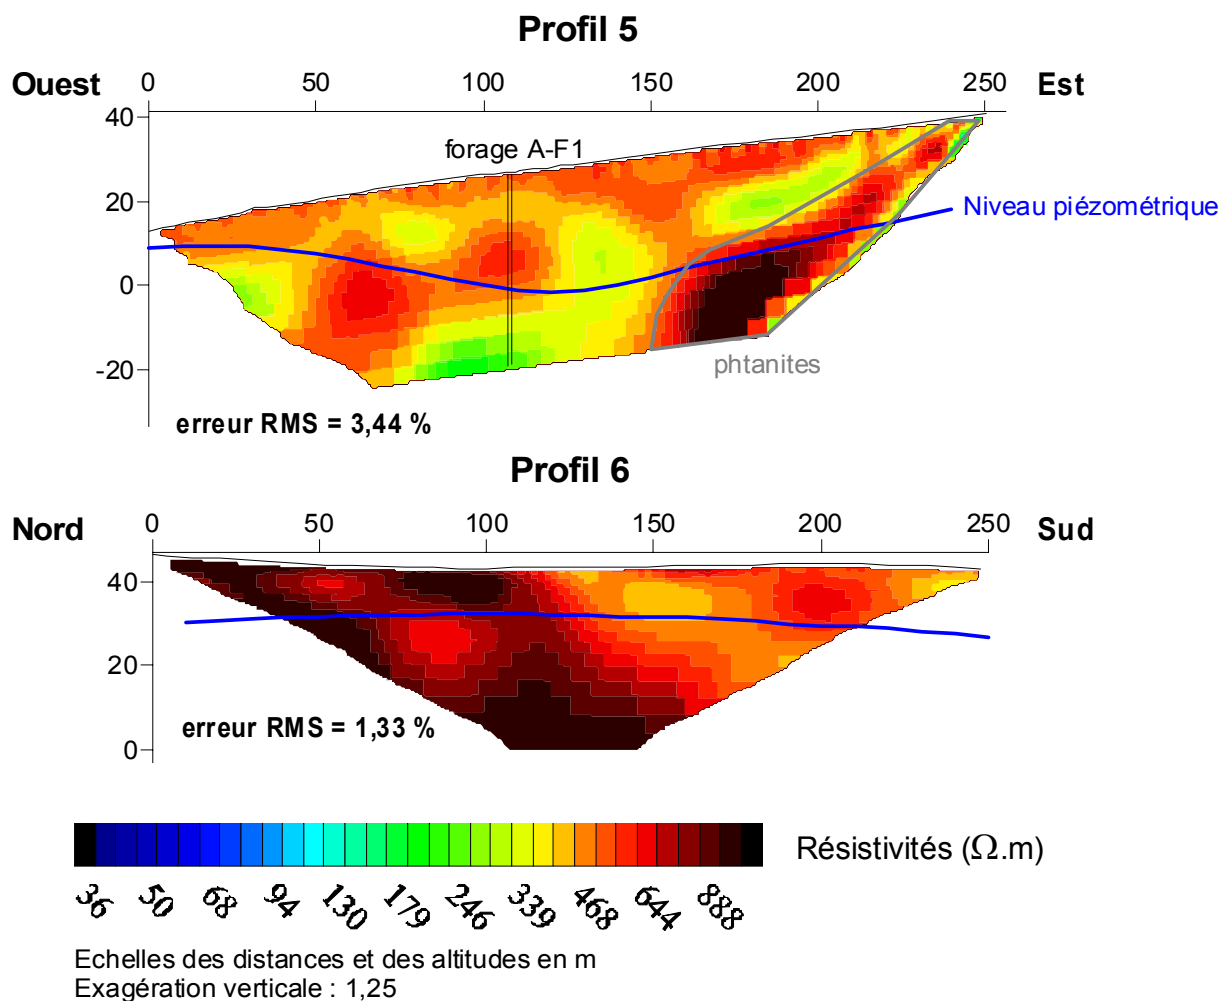 Profil 5
Ouest 0 50 100 150 200 250 Est
40
forage A-F1
20
Niveau piézométrique
0
-20
phtanites
erreur RMS = 3,44 %
Profil 6
Nord 0 50 100 150 200 250 Sud
40
20
erreur RMS = 1,33 %
0
Résistivités (Ω.m)
36 50 68 94 130 179 246 339 468 644 888
Echelles des distances et des altitudes en m
Exagération verticale : 1,25